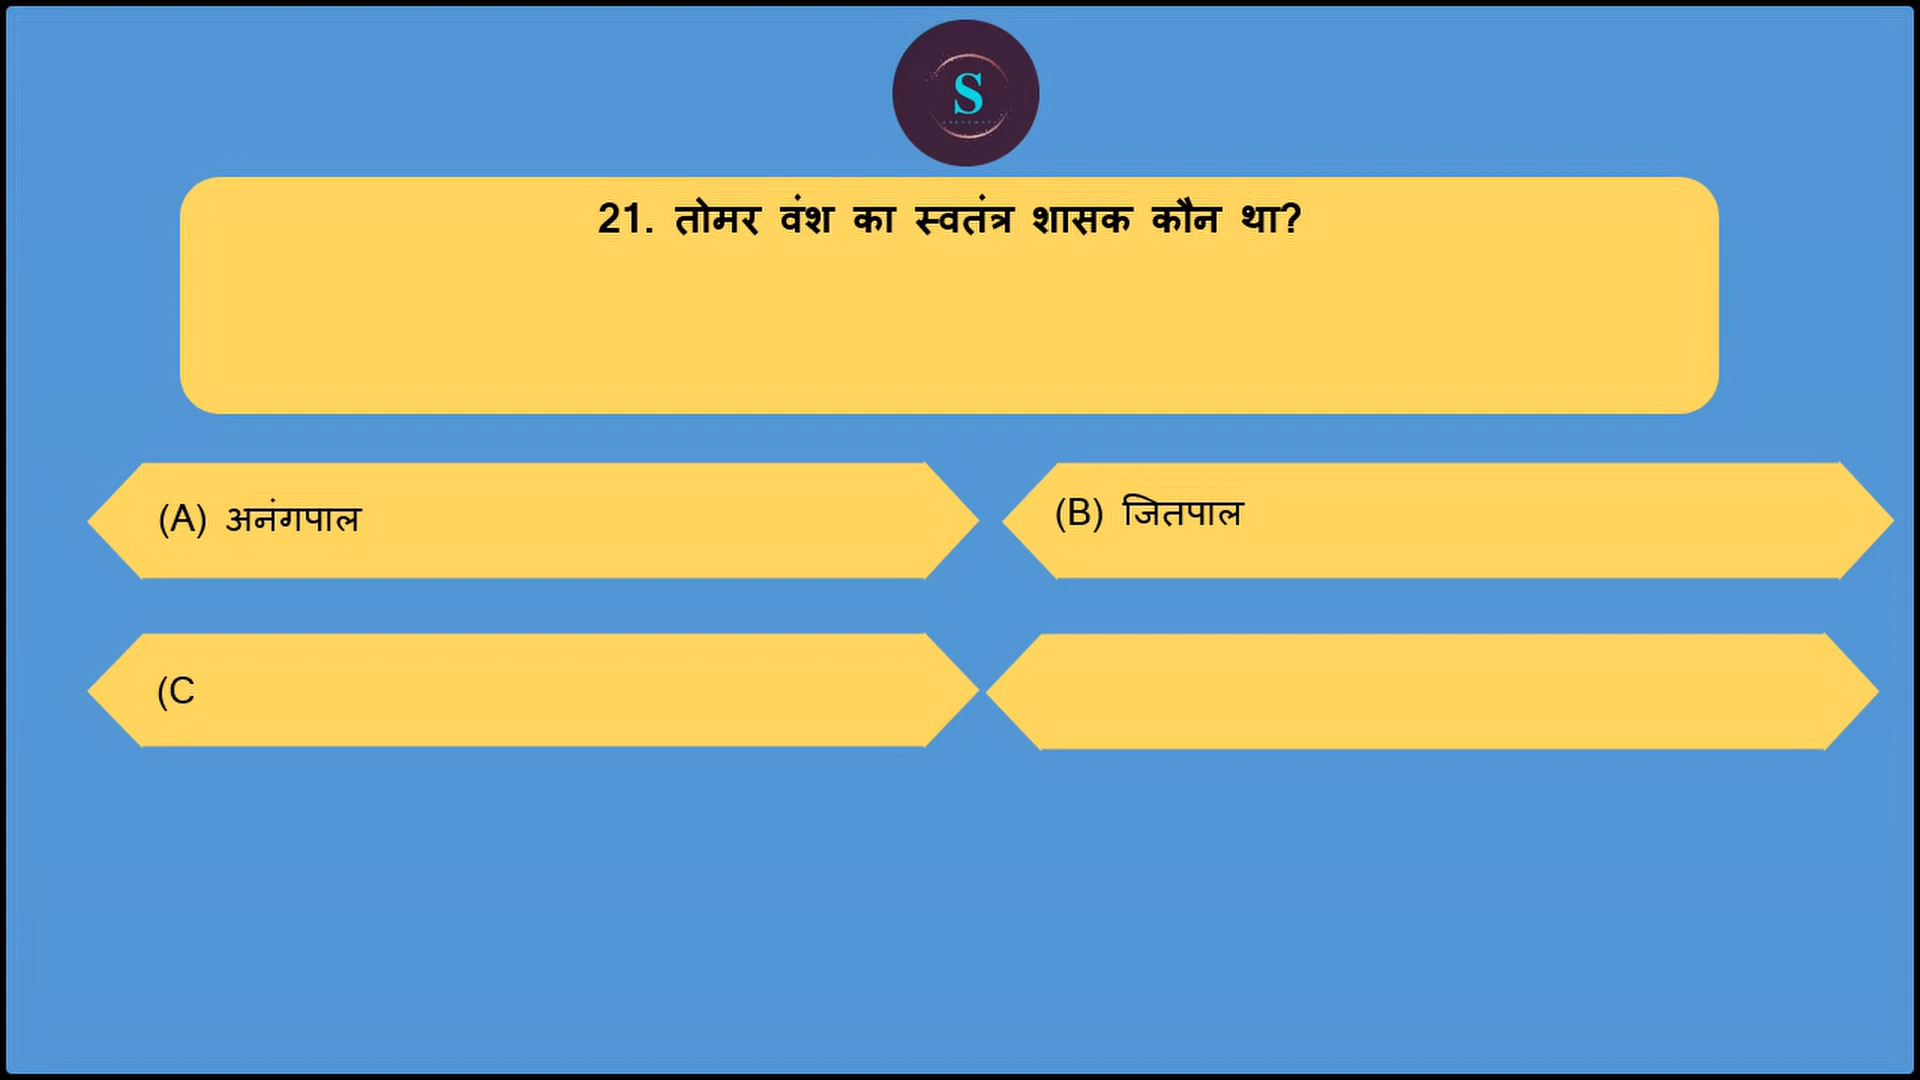 S
21. तोमर वंश का स्वतंत्र शासक कौन था?
(A) अनंगपाल
(B) जितपाल
(C